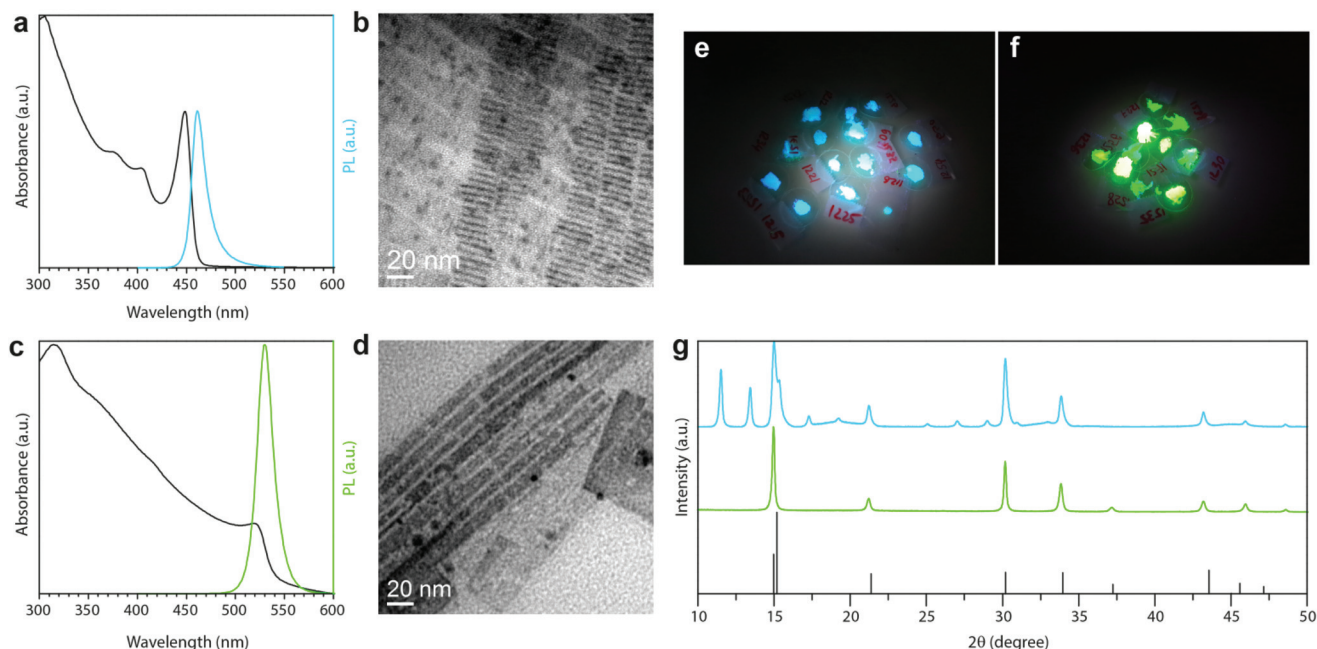 a
Absorbance (a.u.)
PL (a.u.)
300 350 400 450 500 550 600
Wavelength (nm)
b
20 nm
c
Absorbance (a.u.)
PL (a.u.)
300 350 400 450 500 550 600
Wavelength (nm)
d
20 nm
e
1221
1225
f
g
Intensity (a.u.)
10 15 20 25 30 35 40 45 50
2θ (degree)